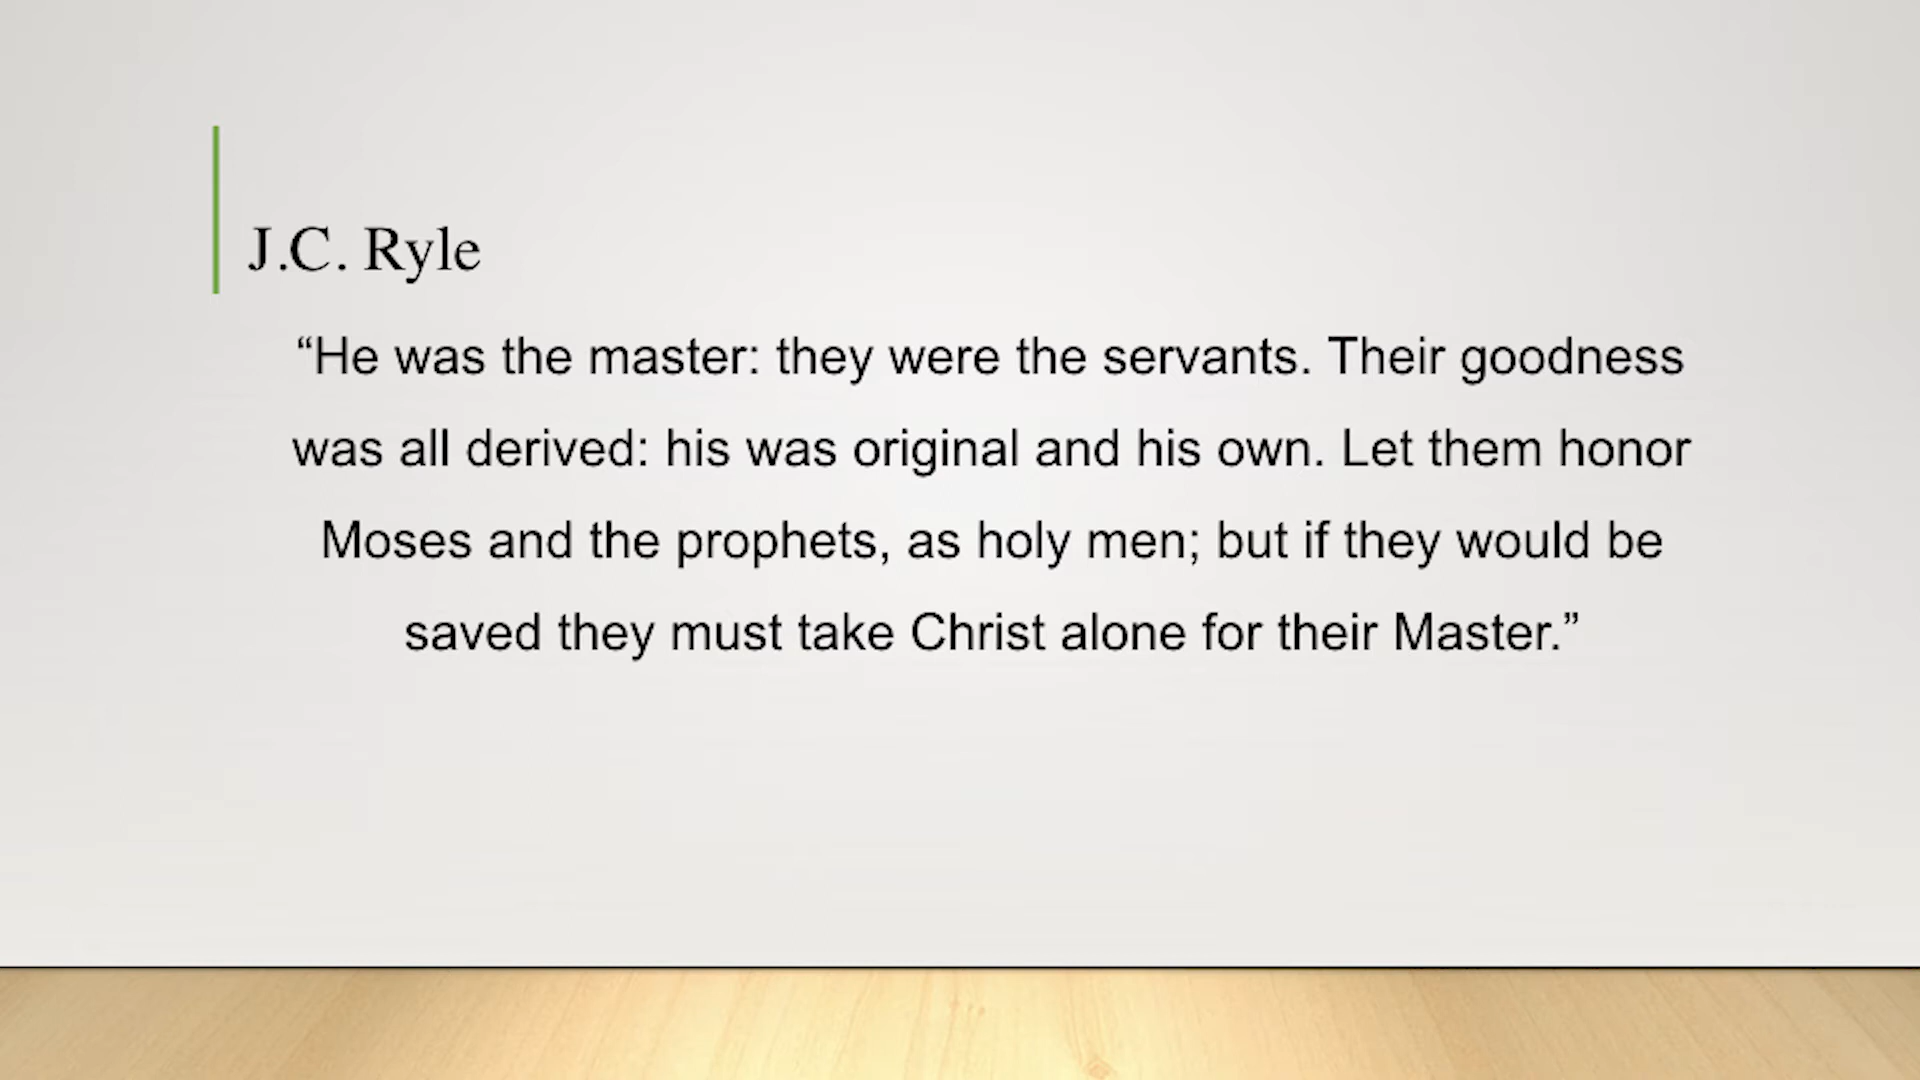 J.C. Ryle
“He was the master: they were the servants. Their goodness
was all derived: his was original and his own. Let them honor
Moses and the prophets, as holy men; but if they would be
saved they must take Christ alone for their Master.”